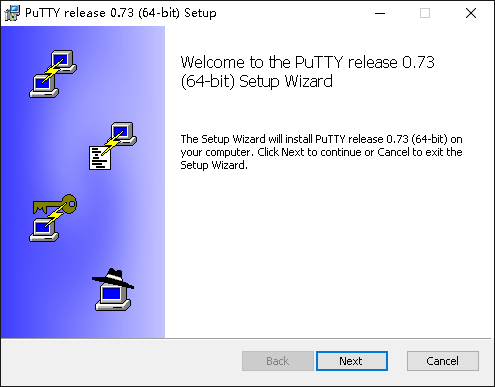 PuTTY release 0.73 (64-bit) Setup
Welcome to the PuTTY release 0.73
(64-bit) Setup Wizard
The Setup Wizard will install PuTTY release 0.73 (64-bit) on
your computer. Click Next to continue or Cancel to exit the
Setup Wizard.
Back
Next
Cancel